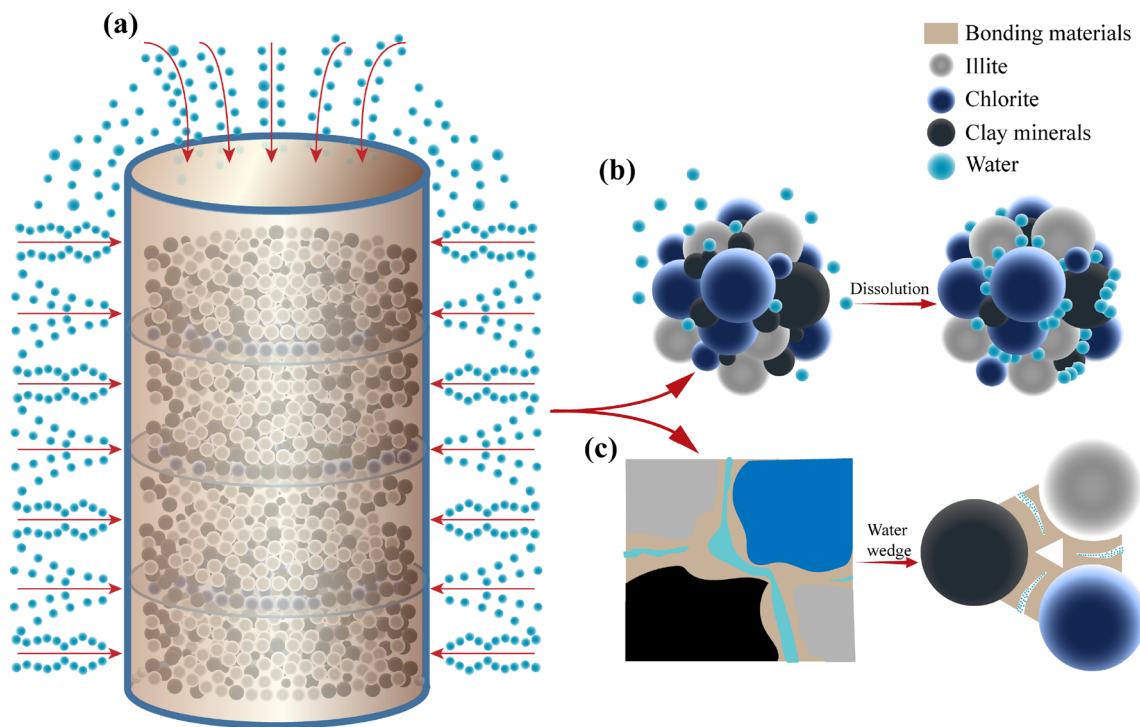 (a)
Bonding materials
Illite
Chlorite
Clay minerals
Water
(b)
Dissolution
(c)
Water
wedge